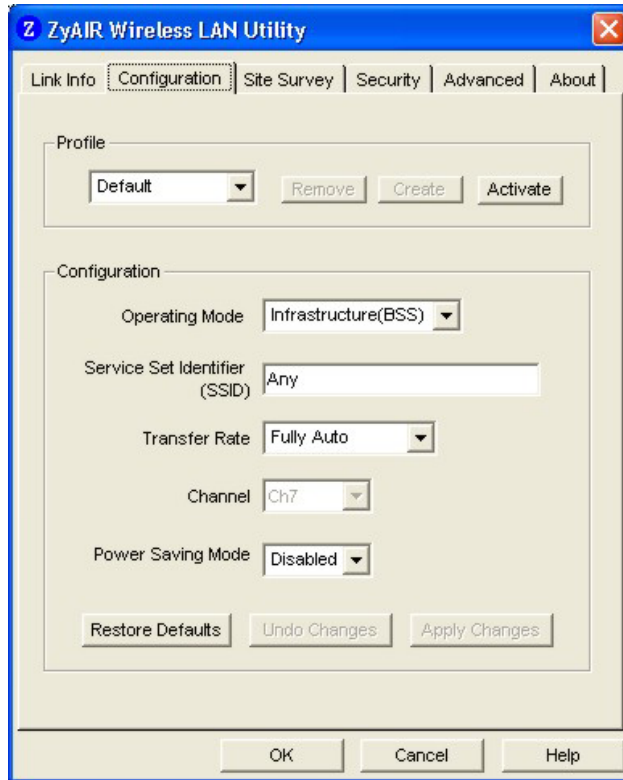 Z ZyAIR Wireless LAN Utility
Link Info Configuration Site Survey Security Advanced About
Profile
Default Remove Create Activate
Configuration
Operating Mode Infrastructure(BSS)
Service Set Identifier
(SSID) Any
Transfer Rate Fully Auto
Channel Ch7
Power Saving Mode Disabled
Restore Defaults Undo Changes Apply Changes
OK Cancel Help